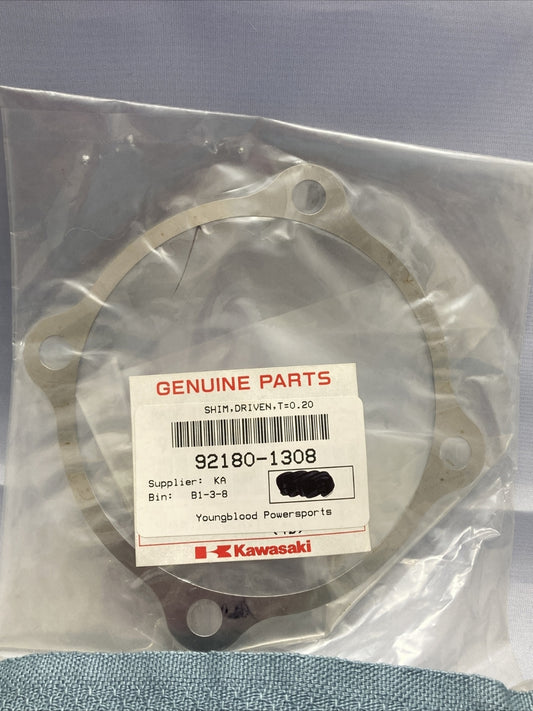 GENUINE PARTS
SHIM,DRIVEN,T=0.20
92180-1308
Supplier: KA
Bin: B1-3-8
Youngblood Powersports
Kawasaki